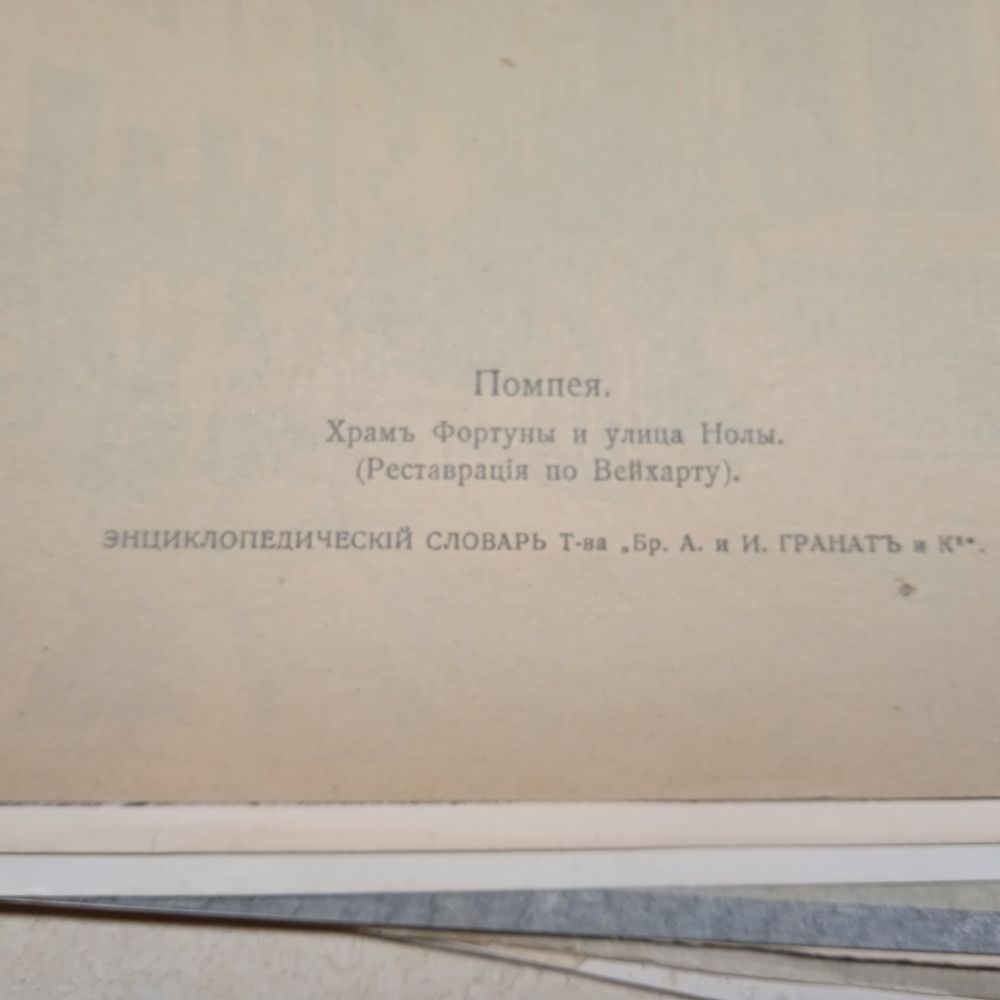 Помпея.
Храмъ Фортуны и улица Нолы.
(Реставрація по Вейхарту).
ЭНЦИКЛОПЕДИЧЕСКІЙ СЛОВАРЬ Т-ва „Бр. А. и И. ГРАНАТЪ и К